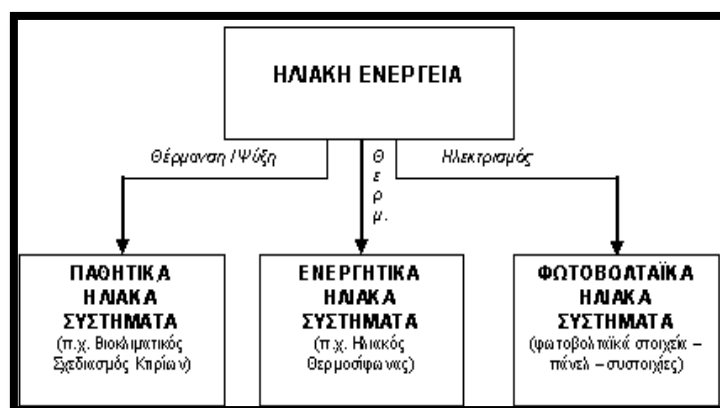 ΗΛΙΑΚΗ ΕΝΕΡΓΕΙΑ
Θέρμανση /Ψύξη
Θ
ε
ρ
μ.
Ηλεκτρισμός
ΠΑΘΗΤΙΚΑ
ΗΛΙΑΚΑ
ΣΥΣΤΗΜΑΤΑ
(π.χ. Βιοκλιματικός
Σχεδιασμός Κτιρίων)
ΕΝΕΡΓΗΤΙΚΑ
ΗΛΙΑΚΑ
ΣΥΣΤΗΜΑΤΑ
(π.χ. Ηλιακός
Θερμοσίφωνας)
ΦΩΤΟΒΟΛΤΑΪΚΑ
ΗΛΙΑΚΑ
ΣΥΣΤΗΜΑΤΑ
(φωτοβολταϊκά στοιχεία –
πάνελ – συστοιχίες)